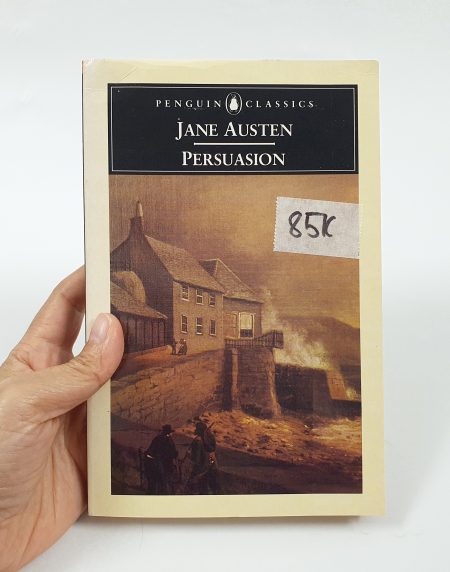 PENGUIN CLASSICS
JANE AUSTEN
PERSUASION
85K